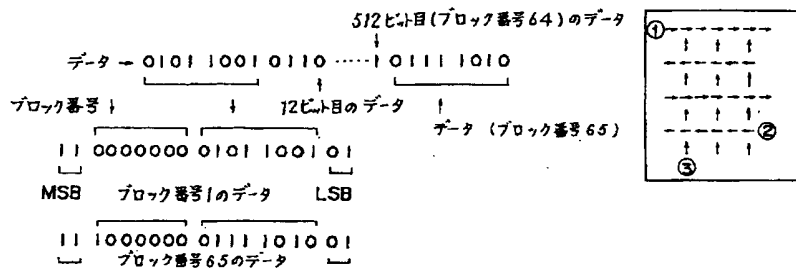 512ビット目(ブロック番号64)のデータ
データ→ 0101 1001 0110 ‥‥‥ 1 0111 1010
ブロック番号
12ビット目のデータ
データ (ブロック番号65)
11 0000000 0101 1001 01
MSB ブロック番号1のデータ LSB
11 1000000 0111 1010 01
ブロック番号65のデータ
①
②
③